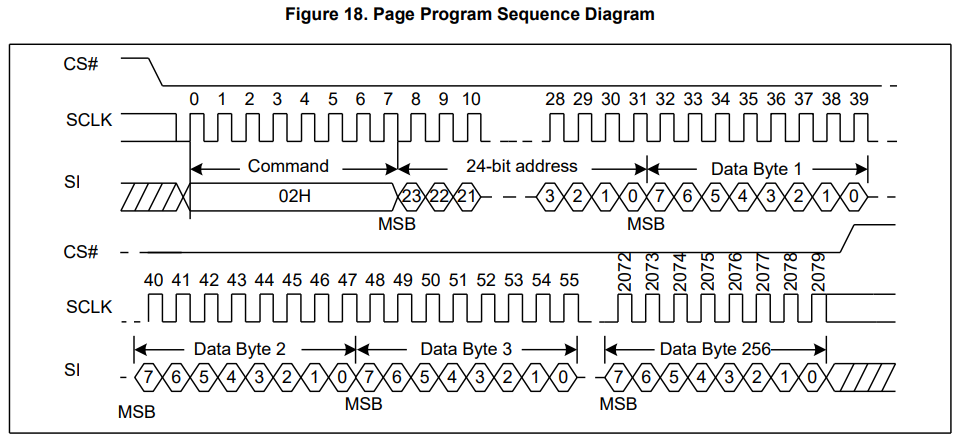 Figure 18. Page Program Sequence Diagram
CS#
0 1 2 3 4 5 6 7 8 9 10 28 29 30 31 32 33 34 35 36 37 38 39
SCLK
Command 24-bit address Data Byte 1
SI
02H 23 22 21 3 2 1 0 7 6 5 4 3 2 1 0
MSB MSB
CS#
40 41 42 43 44 45 46 47 48 49 50 51 52 53 54 55 2072 2073 2074 2075 2076 2077 2078 2079
SCLK
Data Byte 2 Data Byte 3 Data Byte 256
SI 7 6 5 4 3 2 1 0 7 6 5 4 3 2 1 0 7 6 5 4 3 2 1 0
MSB MSB MSB